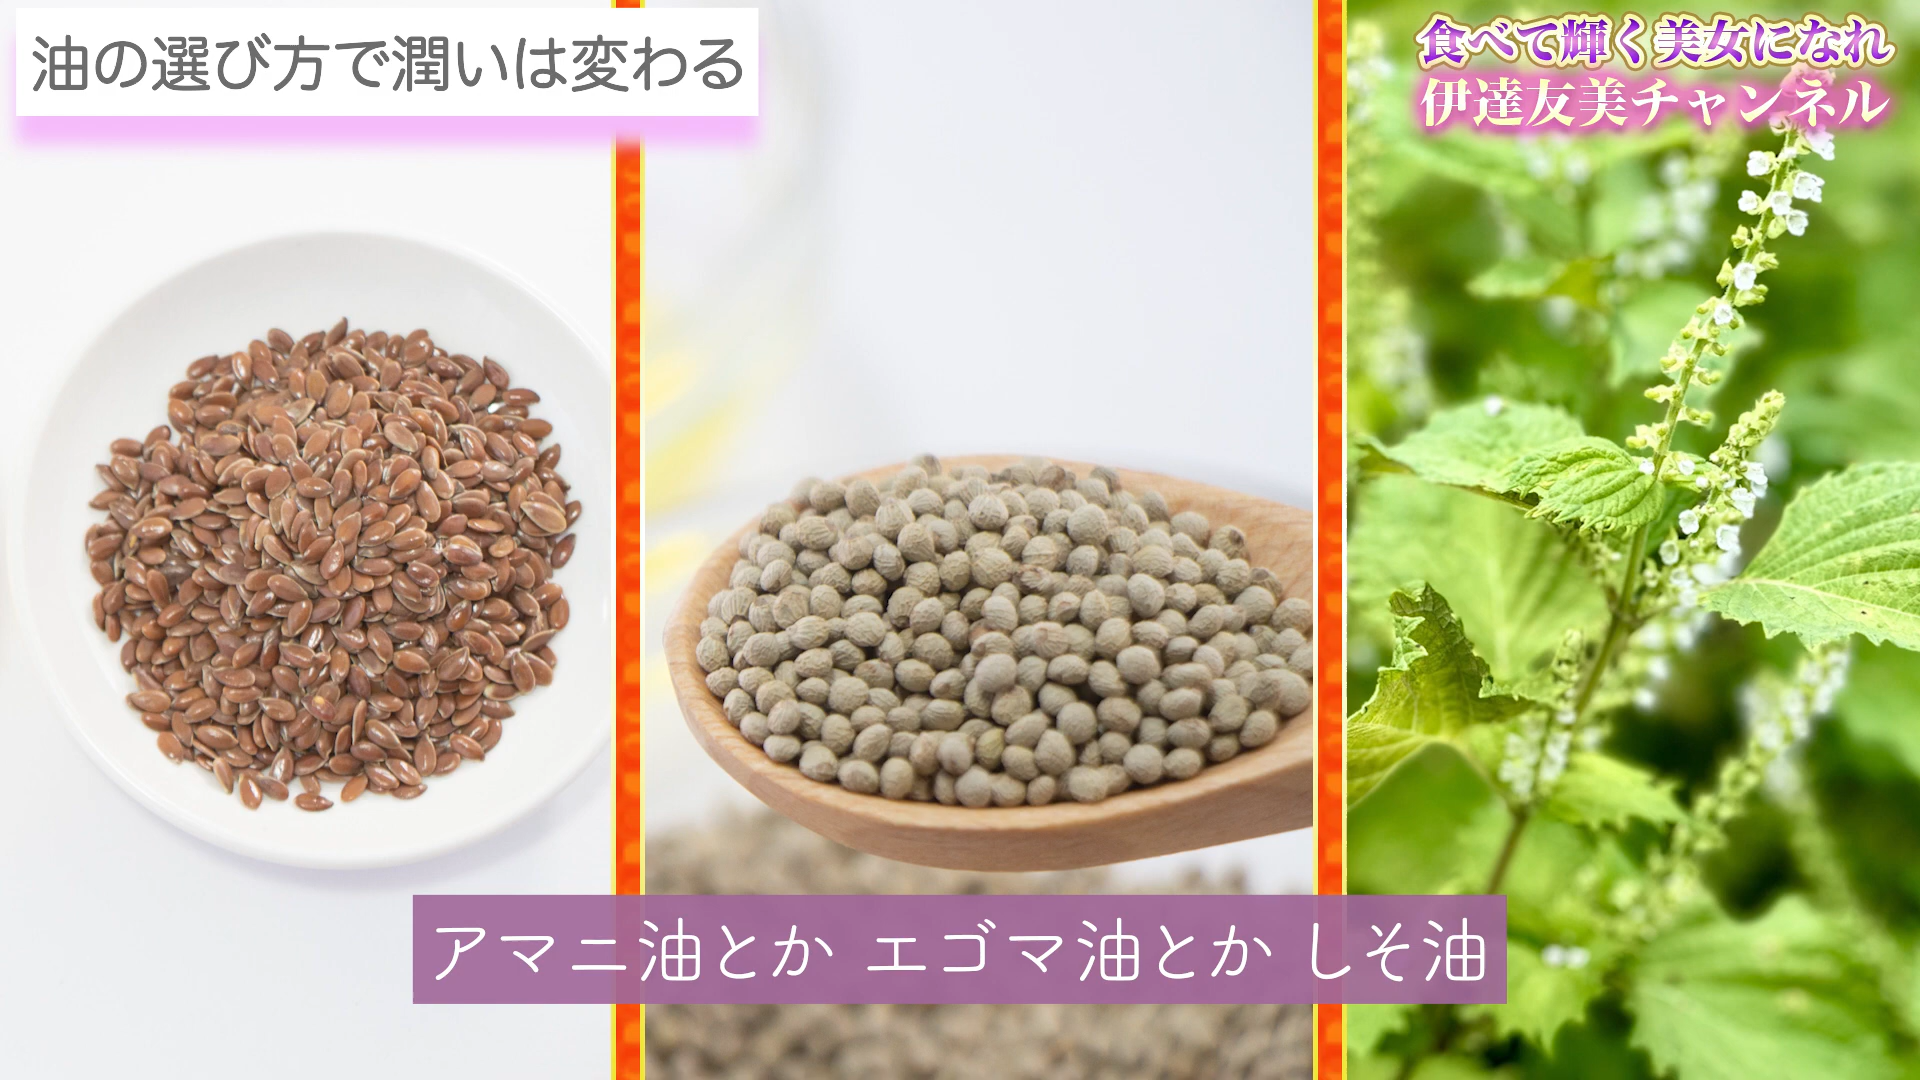 油の選び方で潤いは変わる
食べて輝く美女になれ
伊達友美チャンネル
アマニ油とか エゴマ油とか しそ油